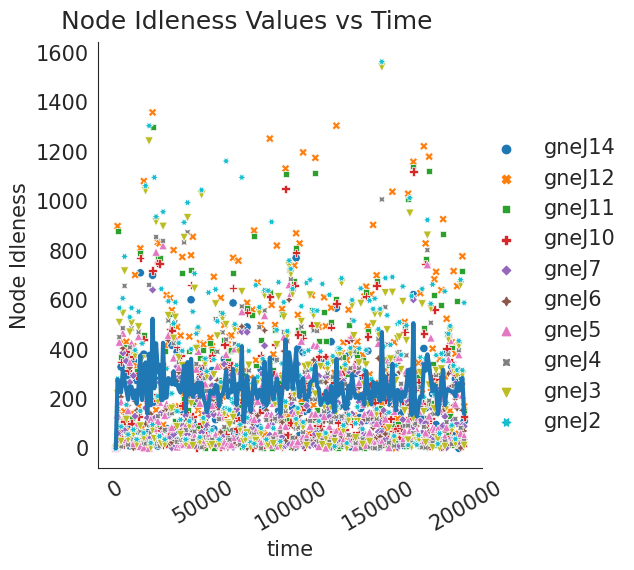 Node Idleness Values vs Time
1600
1400
1200
1000
800
600
400
200
0
Node Idleness
0
50000
100000
150000
200000
time
gneJ14
gneJ12
gneJ11
gneJ10
gneJ7
gneJ6
gneJ5
gneJ4
gneJ3
gneJ2